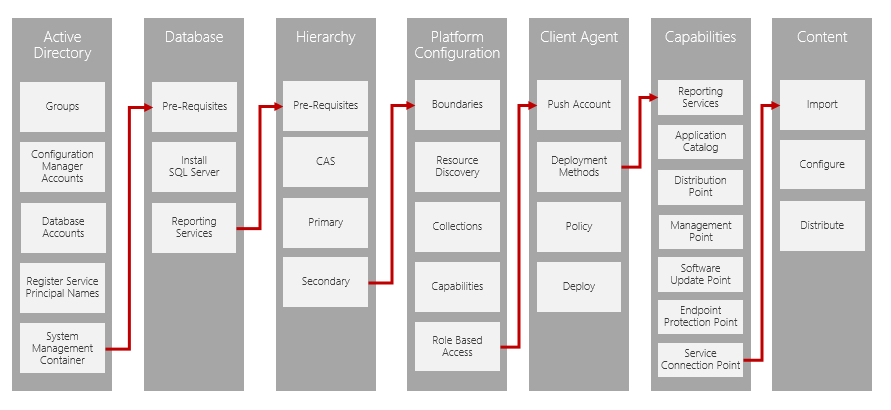 Active
Directory
Groups
Configuration
Manager
Accounts
Database
Accounts
Register Service
Principal Names
System
Management
Container
Database
Pre-Requisites
Install
SQL Server
Reporting
Services
Hierarchy
Pre-Requisites
CAS
Primary
Secondary
Platform
Configuration
Boundaries
Resource
Discovery
Collections
Capabilities
Role Based
Access
Client Agent
Push Account
Deployment
Methods
Policy
Deploy
Capabilities
Reporting
Services
Application
Catalog
Distribution
Point
Management
Point
Software
Update Point
Endpoint
Protection Point
Service
Connection Point
Content
Import
Configure
Distribute